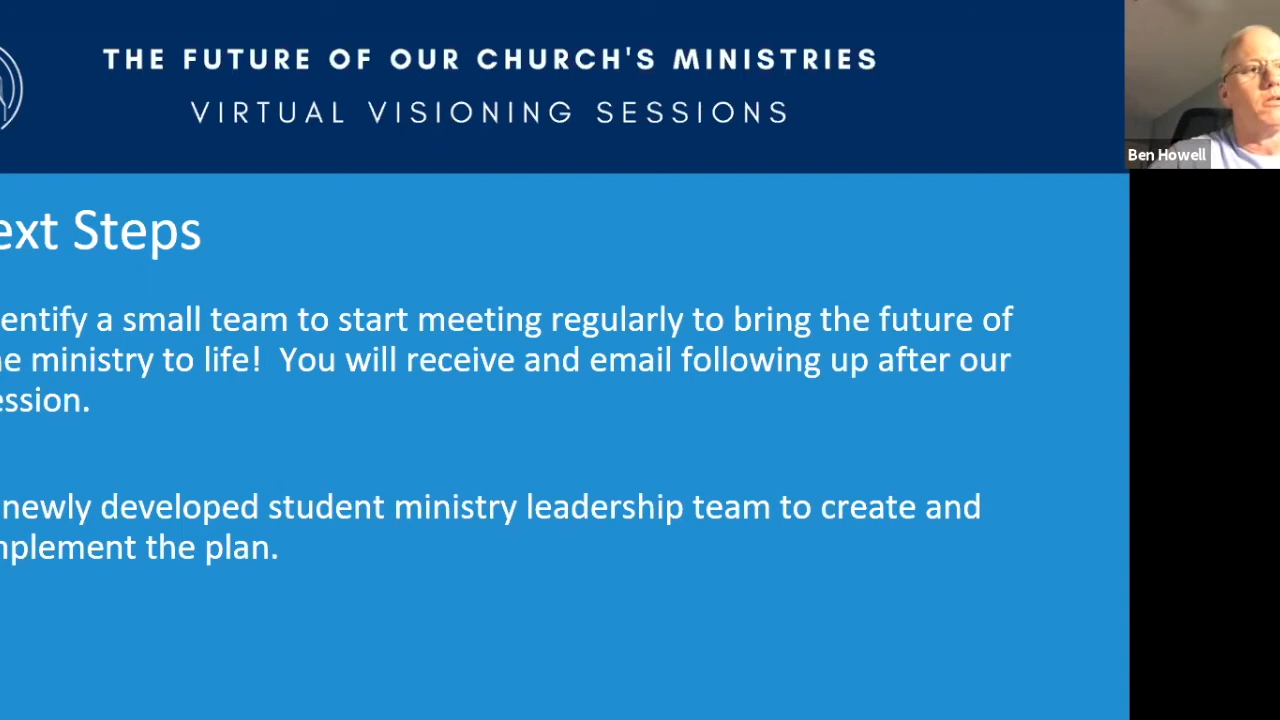 THE FUTURE OF OUR CHURCH'S MINISTRIES
VIRTUAL VISIONING SESSIONS
Ben Howell
ext Steps
entify a small team to start meeting regularly to bring the future of
e ministry to life!  You will receive and email following up after our
ession.
newly developed student ministry leadership team to create and
mplement the plan.